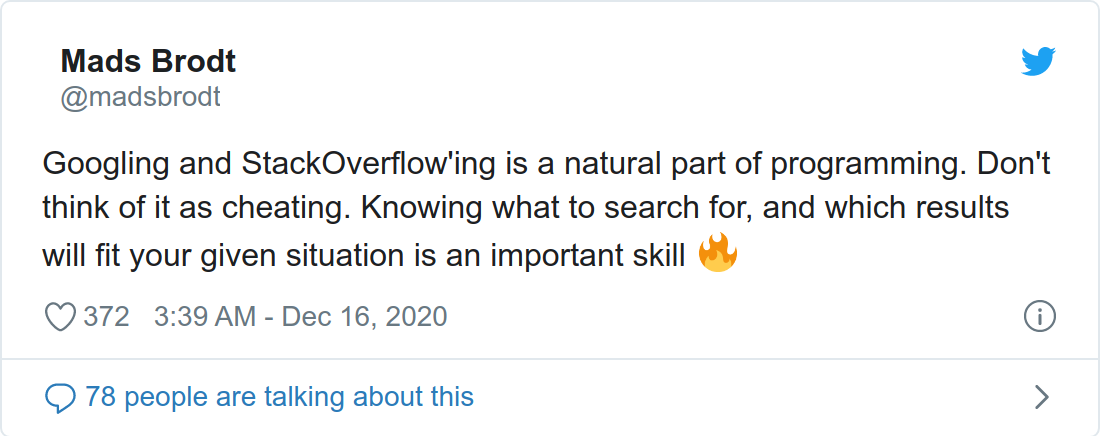 Mads Brodt
@madsbrodt
Googling and StackOverflow'ing is a natural part of programming. Don't
think of it as cheating. Knowing what to search for, and which results
will fit your given situation is an important skill 🔥
372 3:39 AM - Dec 16, 2020
78 people are talking about this